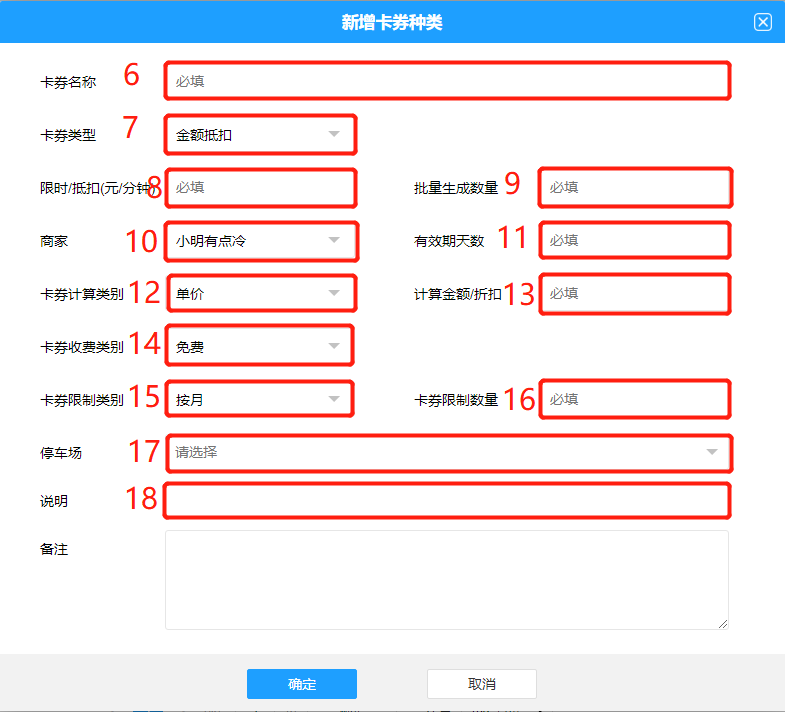 新增卡券种类
卡券名称 6 必填
卡券类型 7 金额抵扣
限时/抵扣(元/分钟) 8 必填 批量生成数量 9 必填
商家 10 小明有点冷 有效期天数 11 必填
卡券计算类别 12 单价 计算金额/折扣 13 必填
卡券收费类别 14 免费
卡券限制类别 15 按月 卡券限制数量 16 必填
停车场 17 请选择
说明 18
备注
确定 取消